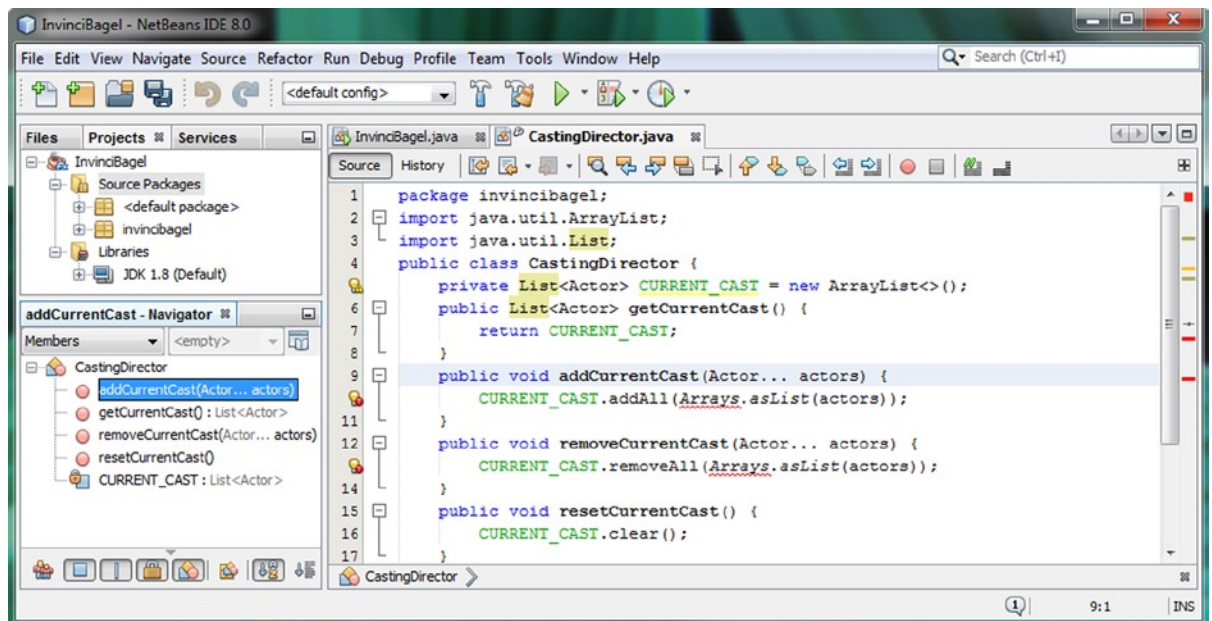 InvinciBagel - NetBeans IDE 8.0
File Edit View Navigate Source Refactor Run Debug Profile Team Tools Window Help
Search (Ctrl+I)
<default config>
Files Projects Services
InvinciBagel
Source Packages
<default package>
invincibagel
Libraries
JDK 1.8 (Default)
addCurrentCast - Navigator
Members <empty>
CastingDirector
addCurrentCast(Actor... actors)
getCurrentCast() : List<Actor>
removeCurrentCast(Actor... actors)
resetCurrentCast()
CURRENT_CAST : List<Actor>
InvinciBagel.java CastingDirector.java
Source History
1 package invincibagel;
2 import java.util.ArrayList;
3 import java.util.List;
4 public class CastingDirector {
private List<Actor> CURRENT_CAST = new ArrayList<>();
6 public List<Actor> getCurrentCast() {
7 return CURRENT_CAST;
8 }
9 public void addCurrentCast(Actor... actors) {
CURRENT_CAST.addAll(Arrays.asList(actors));
11 }
12 public void removeCurrentCast(Actor... actors) {
CURRENT_CAST.removeAll(Arrays.asList(actors));
14 }
15 public void resetCurrentCast() {
16 CURRENT_CAST.clear();
17 }
CastingDirector
1 9:1 INS